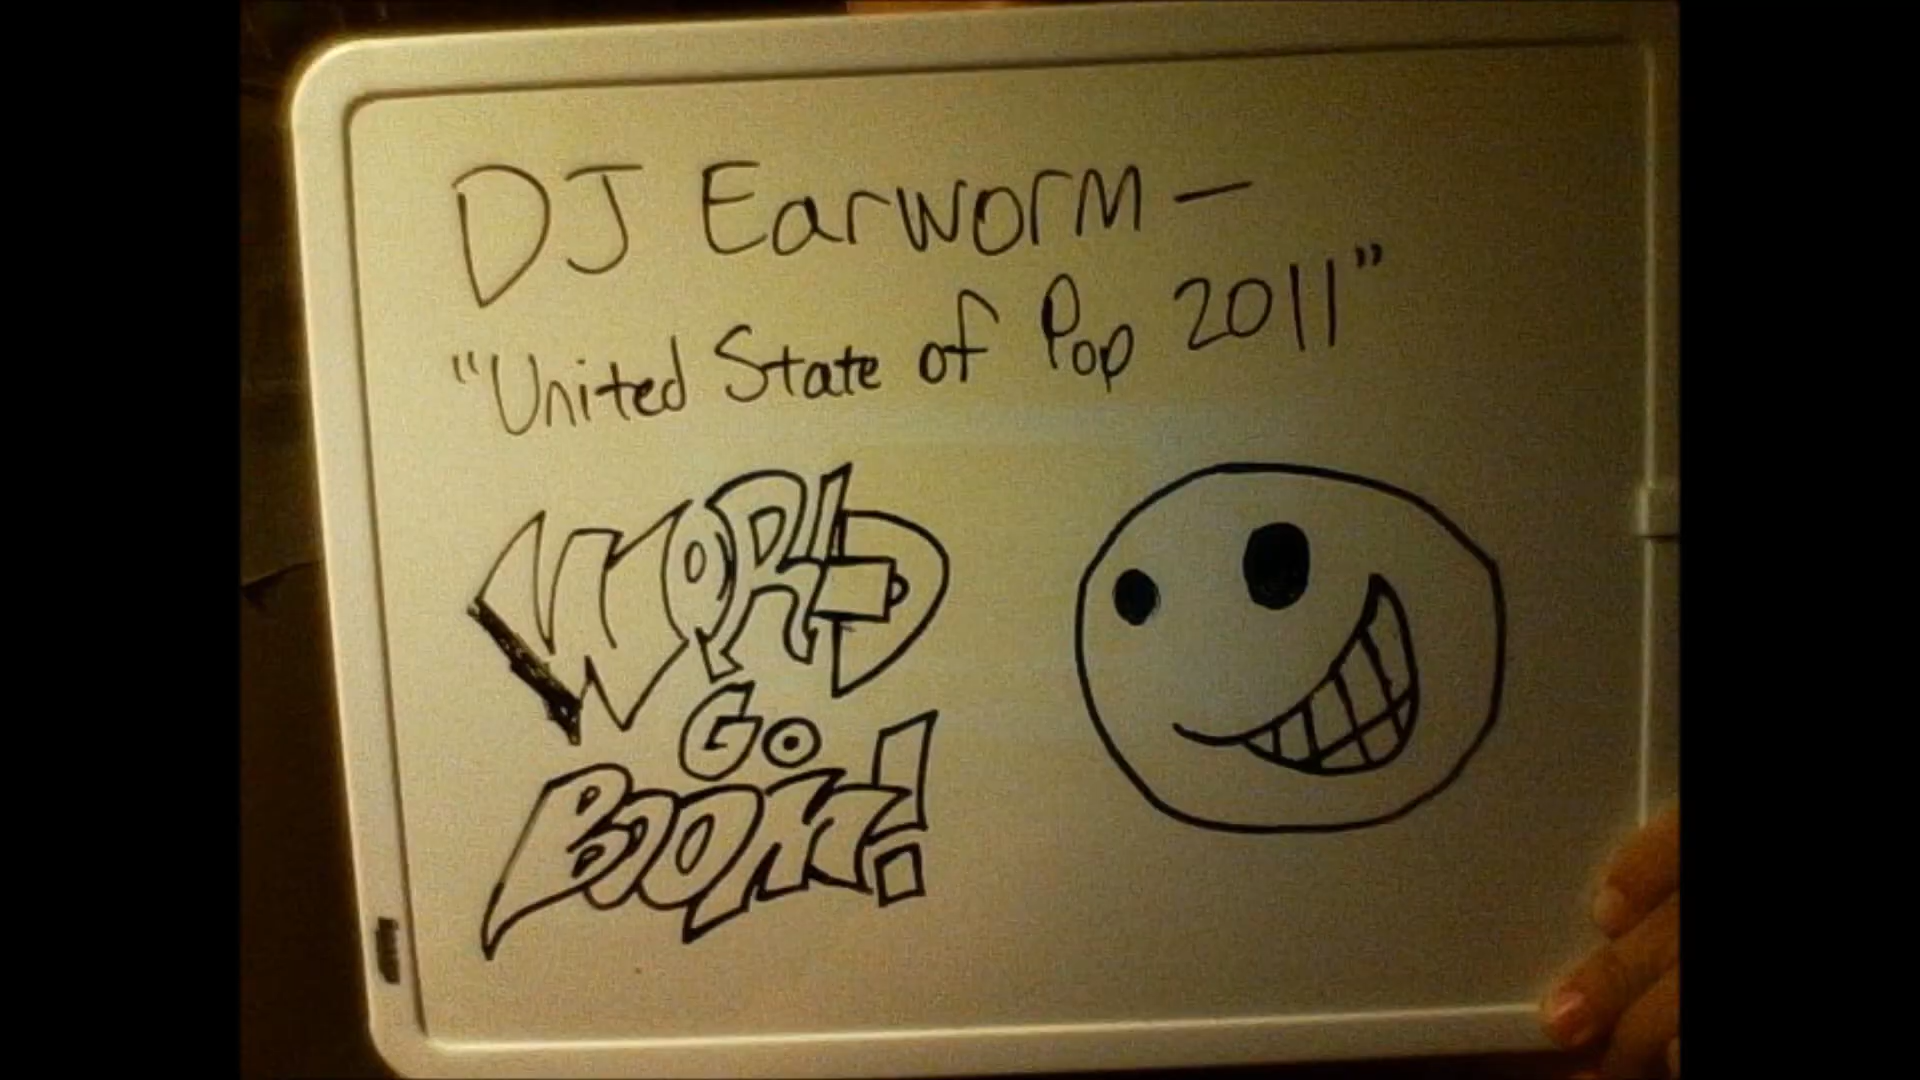 DJ Earworm —
"United State of Pop 2011"
WORLD
GO
BOOM!